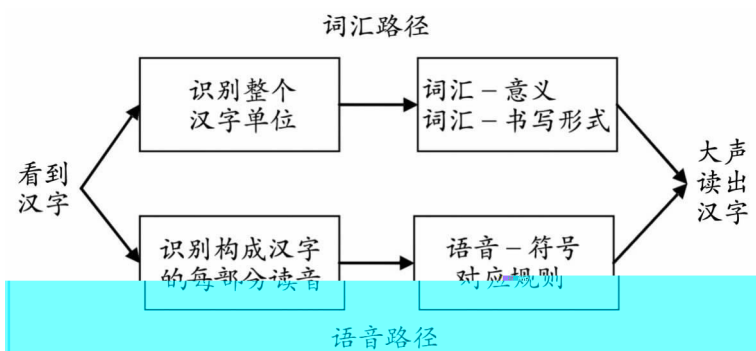 词汇路径
识别整个
汉字单位
词汇－意义
词汇－书写形式
看到
汉字
大声
读出
汉字
识别构成汉字
的每部分读音
语音－符号
对应规则
语音路径